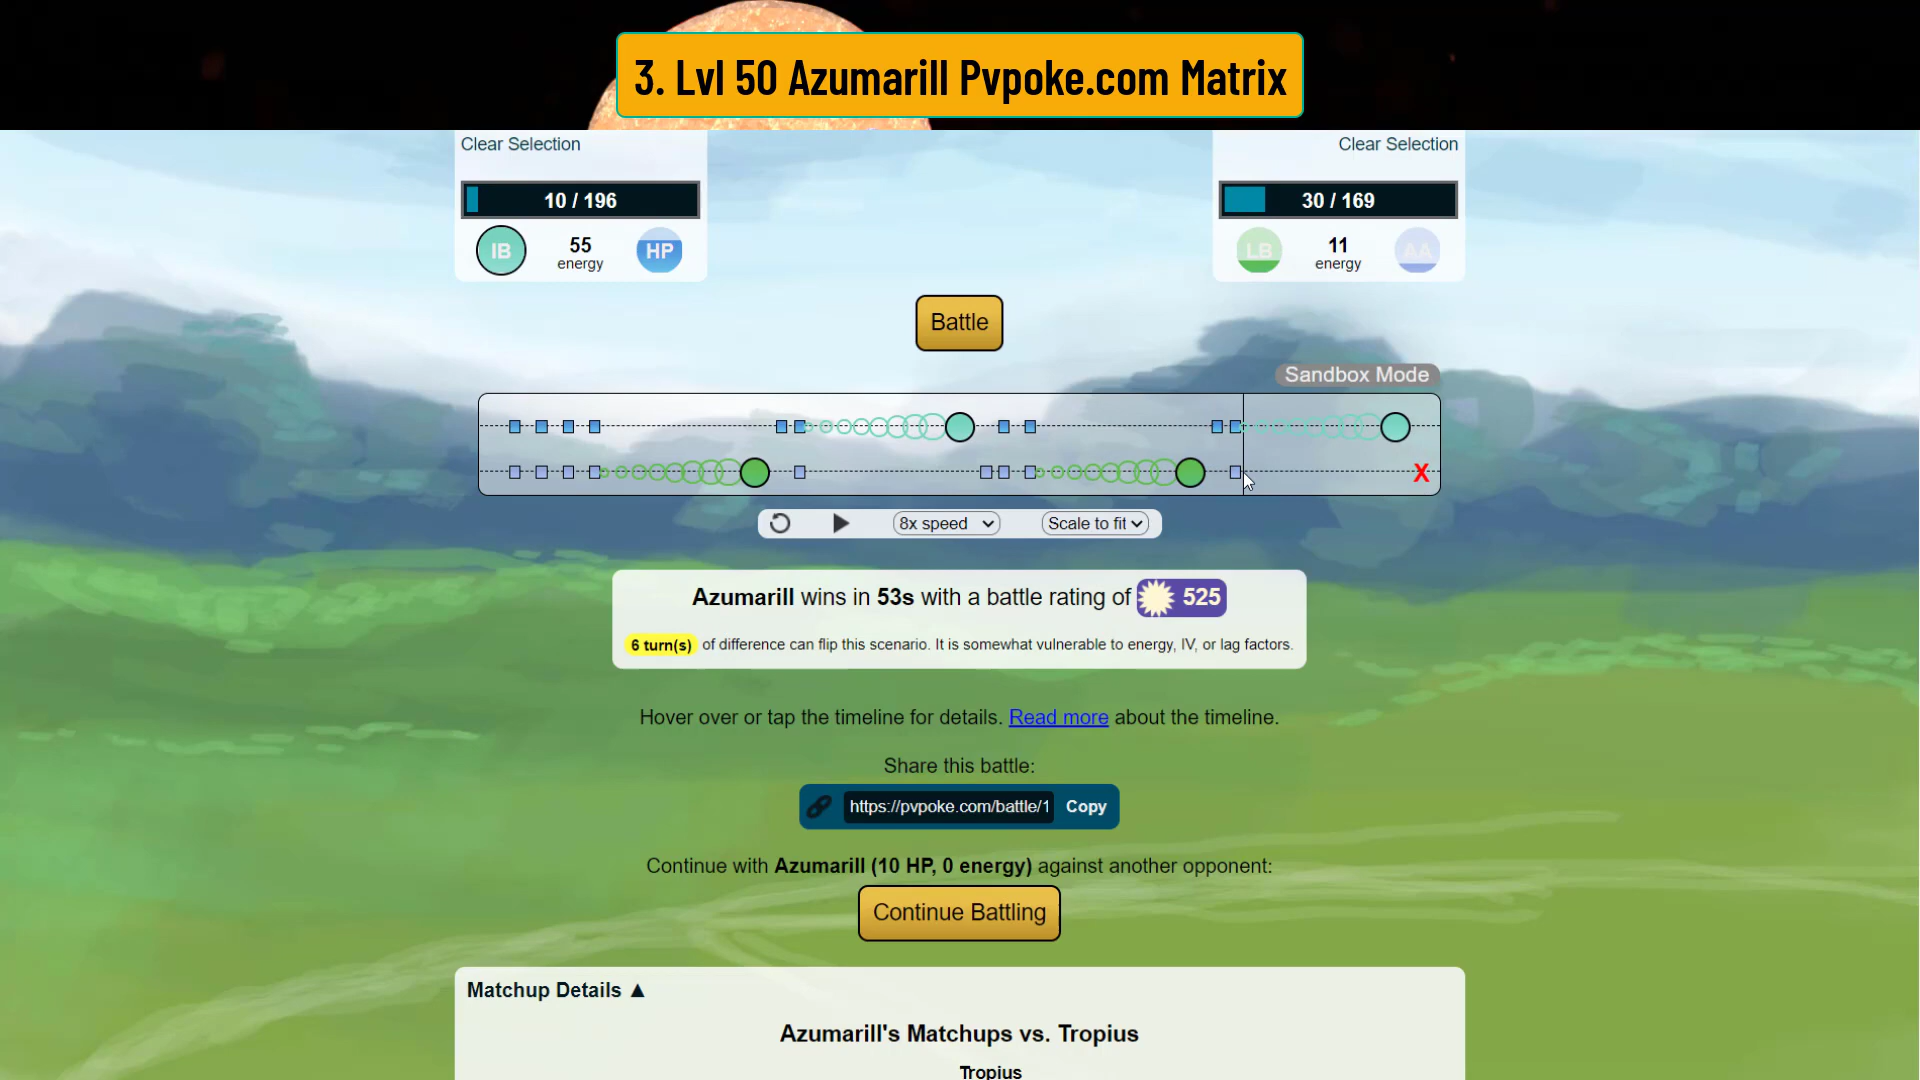 3. Lvl 50 Azumarill Pvpoke.com Matrix
Clear Selection
Clear Selection
10 / 196
30 / 169
IB
55
energy
HP
LB
11
energy
AA
Battle
Sandbox Mode
X
8x speed
Scale to fit
Azumarill wins in 53s with a battle rating of 525
6 turn(s) of difference can flip this scenario. It is somewhat vulnerable to energy, IV, or lag factors.
Hover over or tap the timeline for details. Read more about the timeline.
Share this battle:
https://pvpoke.com/battle/1
Copy
Continue with Azumarill (10 HP, 0 energy) against another opponent:
Continue Battling
Matchup Details ▲
Azumarill's Matchups vs. Tropius
Tropius